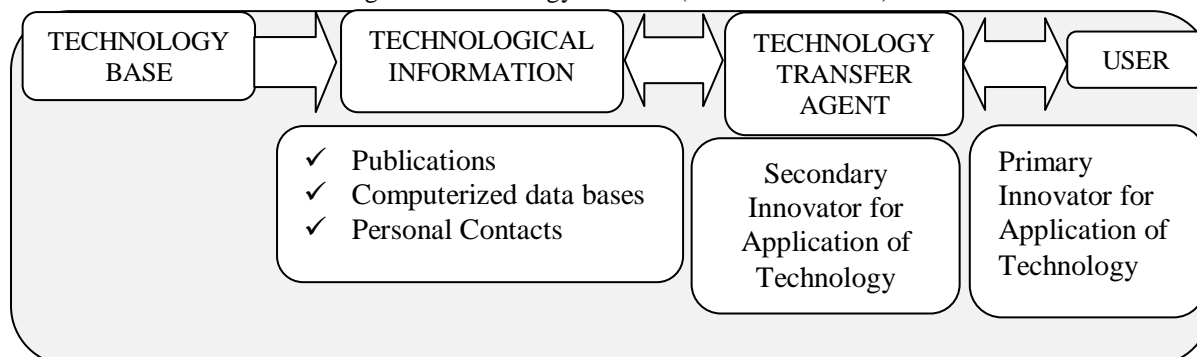 TECHNOLOGY
BASE
TECHNOLOGICAL
INFORMATION
TECHNOLOGY
TRANSFER
AGENT
USER
✓ Publications
✓ Computerized data bases
✓ Personal Contacts
Secondary
Innovator for
Application of
Technology
Primary
Innovator for
Application of
Technology